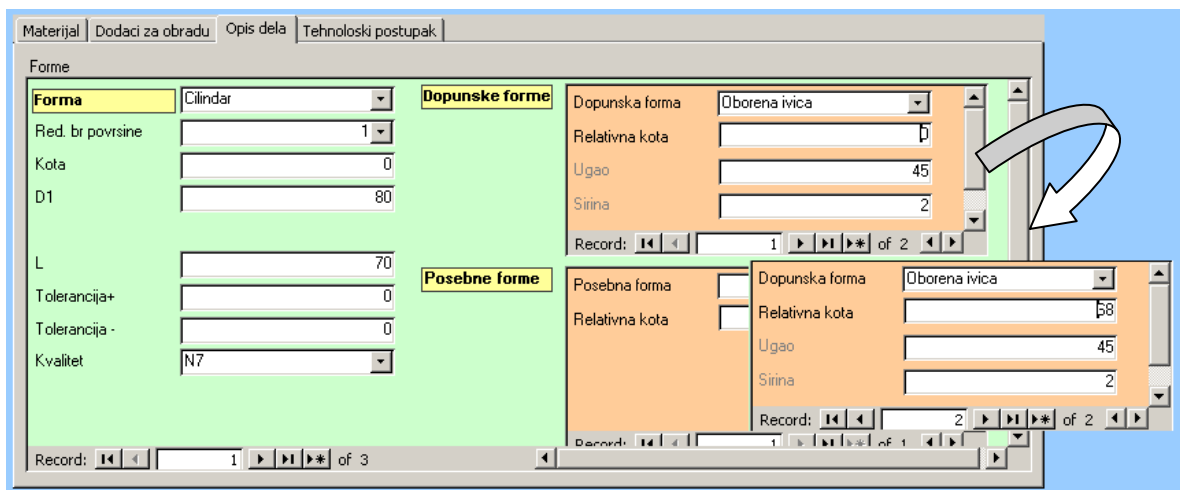 Materijal Dodaci za obradu Opis dela Tehnoloski postupak
Forme
Forma Cilindar
Red. br povrsine 1
Kota 0
D1 80
L 70
Tolerancija+ 0
Tolerancija - 0
Kvalitet N7
Dopunske forme
Dopunska forma Oborena ivica
Relativna kota 0
Ugao 45
Sirina 2
Record: 1 of 2
Posebne forme
Posebna forma
Relativna kota
Record: 1 of 1
Dopunska forma Oborena ivica
Relativna kota 68
Ugao 45
Sirina 2
Record: 2 of 2
Record: 1 of 3